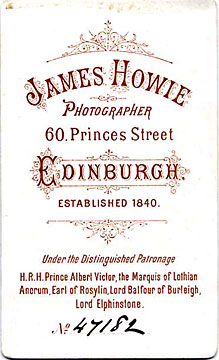 JAMES HOWIE
PHOTOGRAPHER
60. Princes Street
EDINBURGH.
ESTABLISHED 1840.
Under the Distinguished Patronage
H.R.H. Prince Albert Victor, the Marquis of Lothian
Ancrum, Earl of Rosylin, Lord Balfour of Burleigh,
Lord Elphinstone.
No 47182